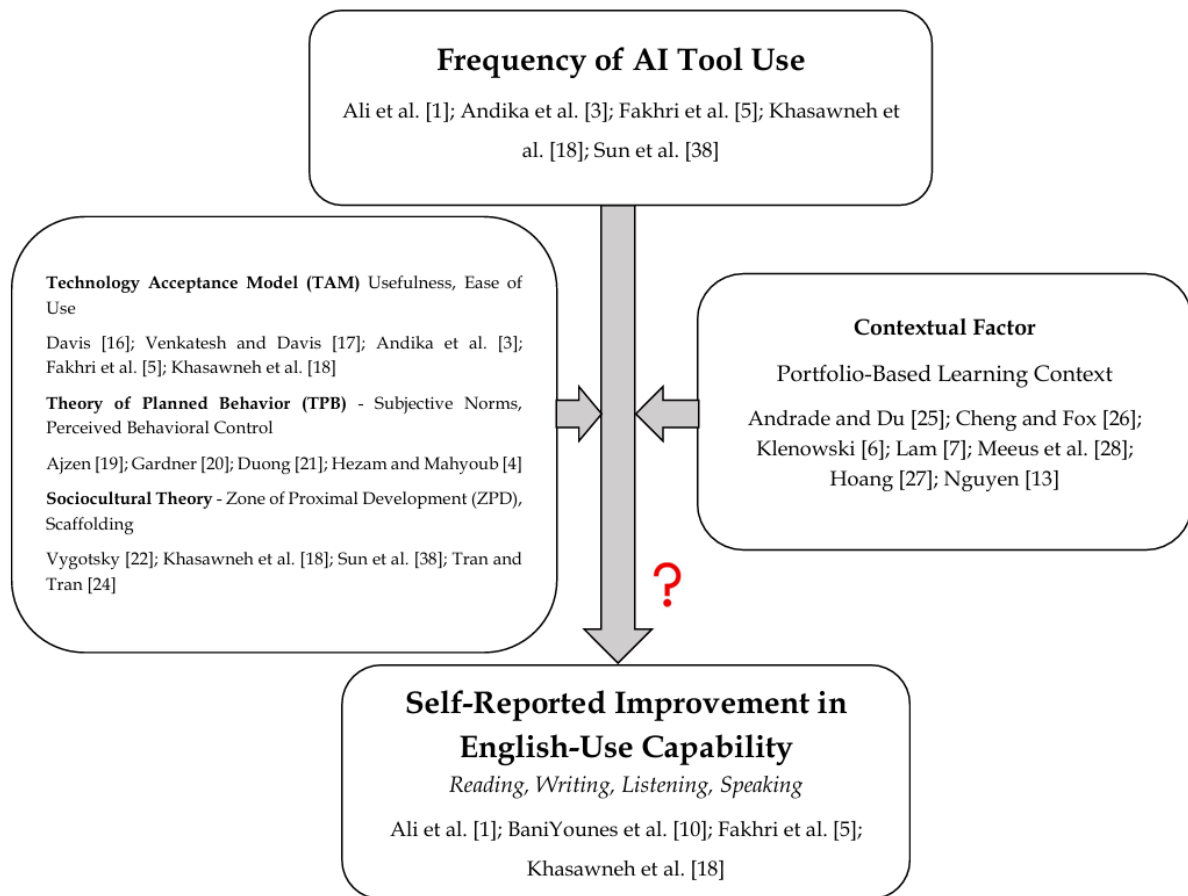 Frequency of AI Tool Use
Ali et al. [1]; Andika et al. [3]; Fakhri et al. [5]; Khasawneh et
al. [18]; Sun et al. [38]
Technology Acceptance Model (TAM) Usefulness, Ease of
Use
Davis [16]; Venkatesh and Davis [17]; Andika et al. [3];
Fakhri et al. [5]; Khasawneh et al. [18]
Theory of Planned Behavior (TPB) - Subjective Norms,
Perceived Behavioral Control
Ajzen [19]; Gardner [20]; Duong [21]; Hezam and Mahyoub [4]
Sociocultural Theory - Zone of Proximal Development (ZPD),
Scaffolding
Vygotsky [22]; Khasawneh et al. [18]; Sun et al. [38]; Tran and
Tran [24]
Contextual Factor
Portfolio-Based Learning Context
Andrade and Du [25]; Cheng and Fox [26];
Klenowski [6]; Lam [7]; Meeus et al. [28];
Hoang [27]; Nguyen [13]
?
Self-Reported Improvement in
English-Use Capability
Reading, Writing, Listening, Speaking
Ali et al. [1]; BaniYounes et al. [10]; Fakhri et al. [5];
Khasawneh et al. [18]